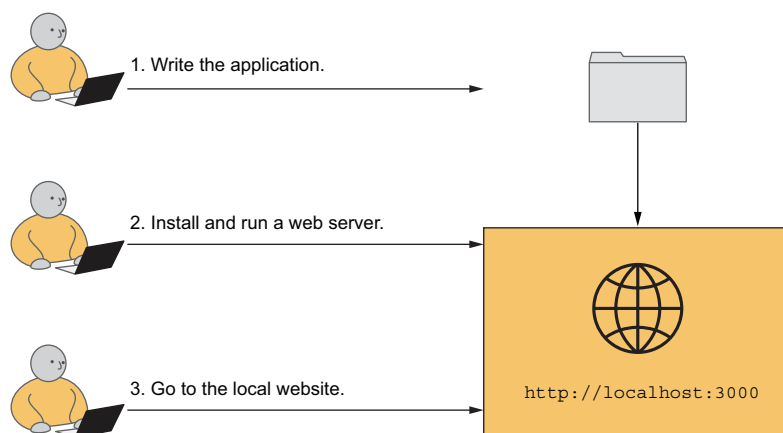 1. Write the application.
2. Install and run a web server.
3. Go to the local website.
http://localhost:3000